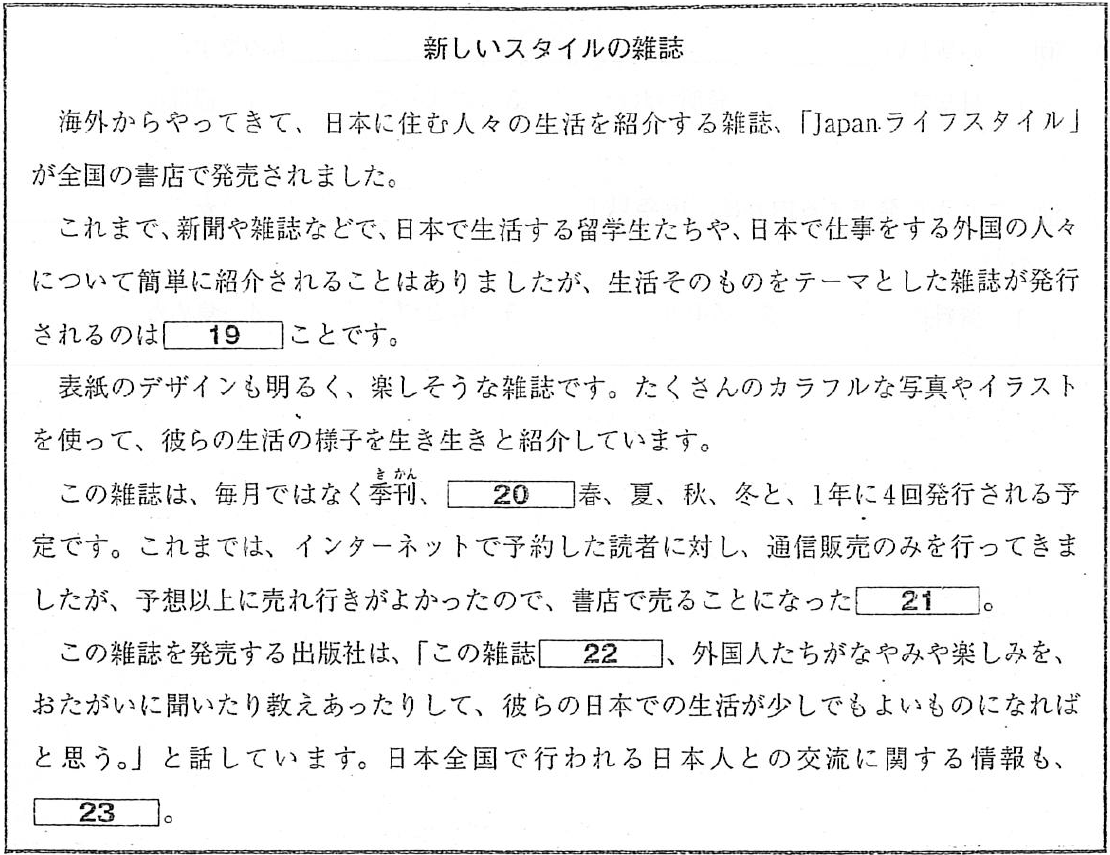 新しいスタイルの雑誌
海外からやってきて、日本に住む人々の生活を紹介する雑誌、「Japanライフスタイル」
が全国の書店で発売されました。
これまで、新聞や雑誌などで、日本で生活する留学生たちや、日本で仕事をする外国の人々
について簡単に紹介されることはありましたが、生活そのものをテーマとした雑誌が発行
されるのは 19 ことです。
表紙のデザインも明るく、楽しそうな雑誌です。たくさんのカラフルな写真やイラスト
を使って、彼らの生活の様子を生き生きと紹介しています。
きかん
この雑誌は、毎月ではなく季刊、 20 春、夏、秋、冬と、1年に4回発行される予
定です。これまでは、インターネットで予約した読者に対し、通信販売のみを行ってきま
したが、予想以上に売れ行きがよかったので、書店で売ることになった 21 。
この雑誌を発売する出版社は、「この雑誌 22 、外国人たちがなやみや楽しみを、
おたがいに聞いたり教えあったりして、彼らの日本での生活が少しでもよいものになれば
と思う。」と話しています。日本全国で行われる日本人との交流に関する情報も、
23 。